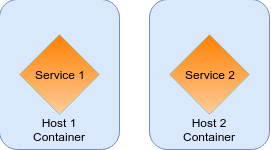 Service 1
Host 1
Container
Service 2
Host 2
Container